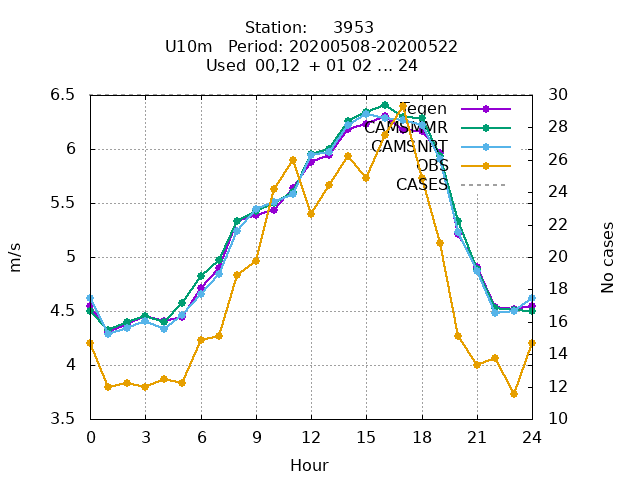 Station: 3953
U10m Period: 20200508-20200522
Used 00,12 + 01 02 ... 24
6.5
6
5.5
5
4.5
4
3.5
m/s
30
28
26
24
22
20
18
16
14
12
10
No cases
Tegen
CAMSNMR
CAMSNRT
OBS
CASES
0 3 6 9 12 15 18 21 24
Hour